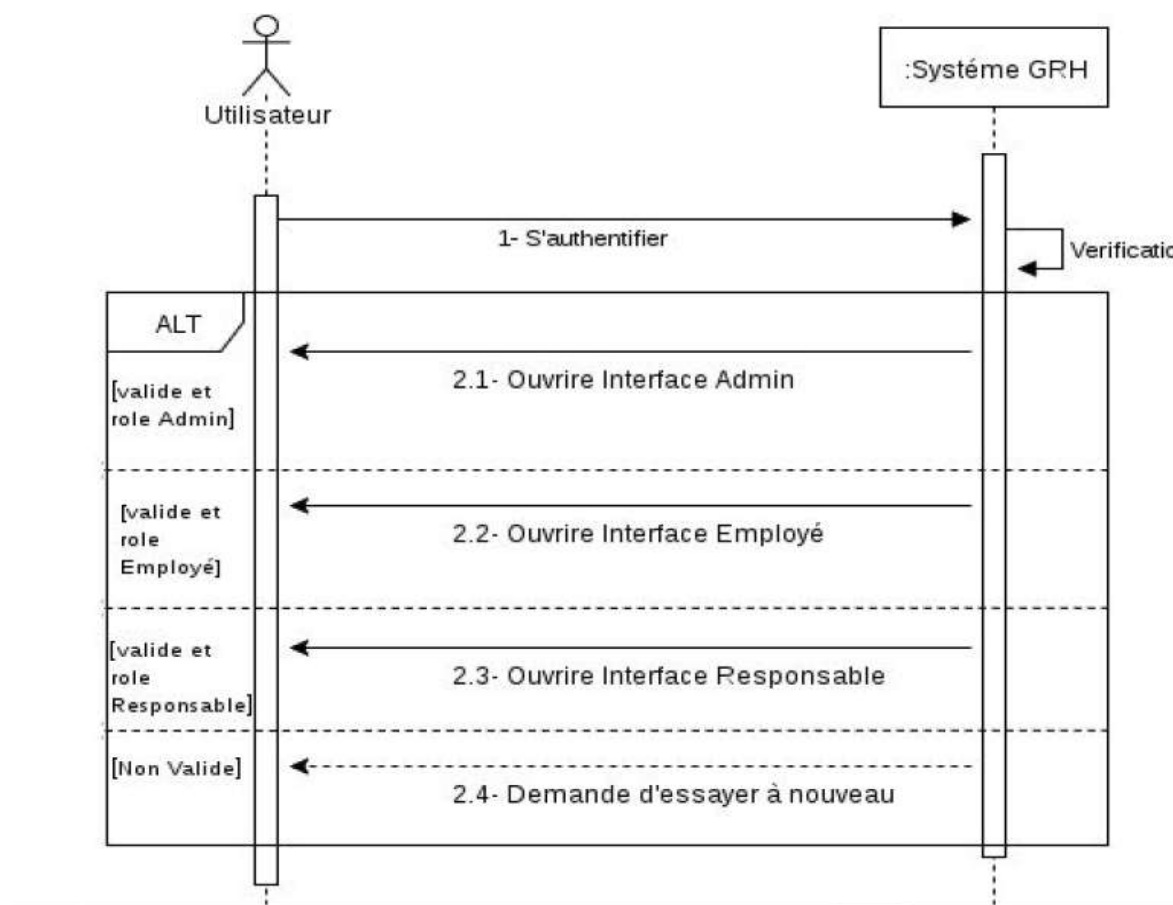 :Systéme GRH
Utilisateur
1- S'authentifier
Verificatio
ALT
2.1- Ouvrire Interface Admin
[valide et
role Admin]
2.2- Ouvrire Interface Employé
[valide et
role
Employé]
2.3- Ouvrire Interface Responsable
[valide et
role
Responsable]
[Non Valide]
2.4- Demande d'essayer à nouveau